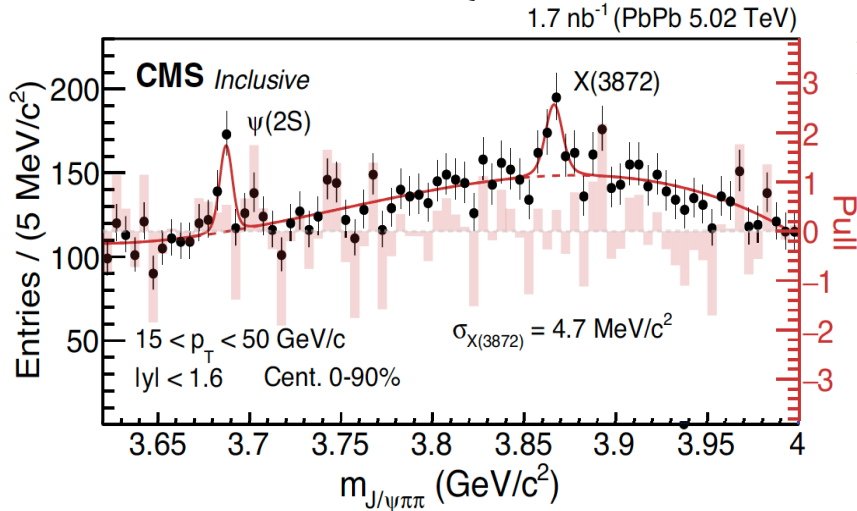 1.7 nb⁻¹ (PbPb 5.02 TeV)
CMS Inclusive
ψ(2S)
X(3872)
15 < p_T < 50 GeV/c
|y| < 1.6 Cent. 0-90%
σ_X(3872) = 4.7 MeV/c²
Entries / (5 MeV/c²)
200
150
100
50
3
2
1
0
−1
−2
−3
Pull
3.65 3.7 3.75 3.8 3.85 3.9 3.95 4
m_J/ψππ (GeV/c²)